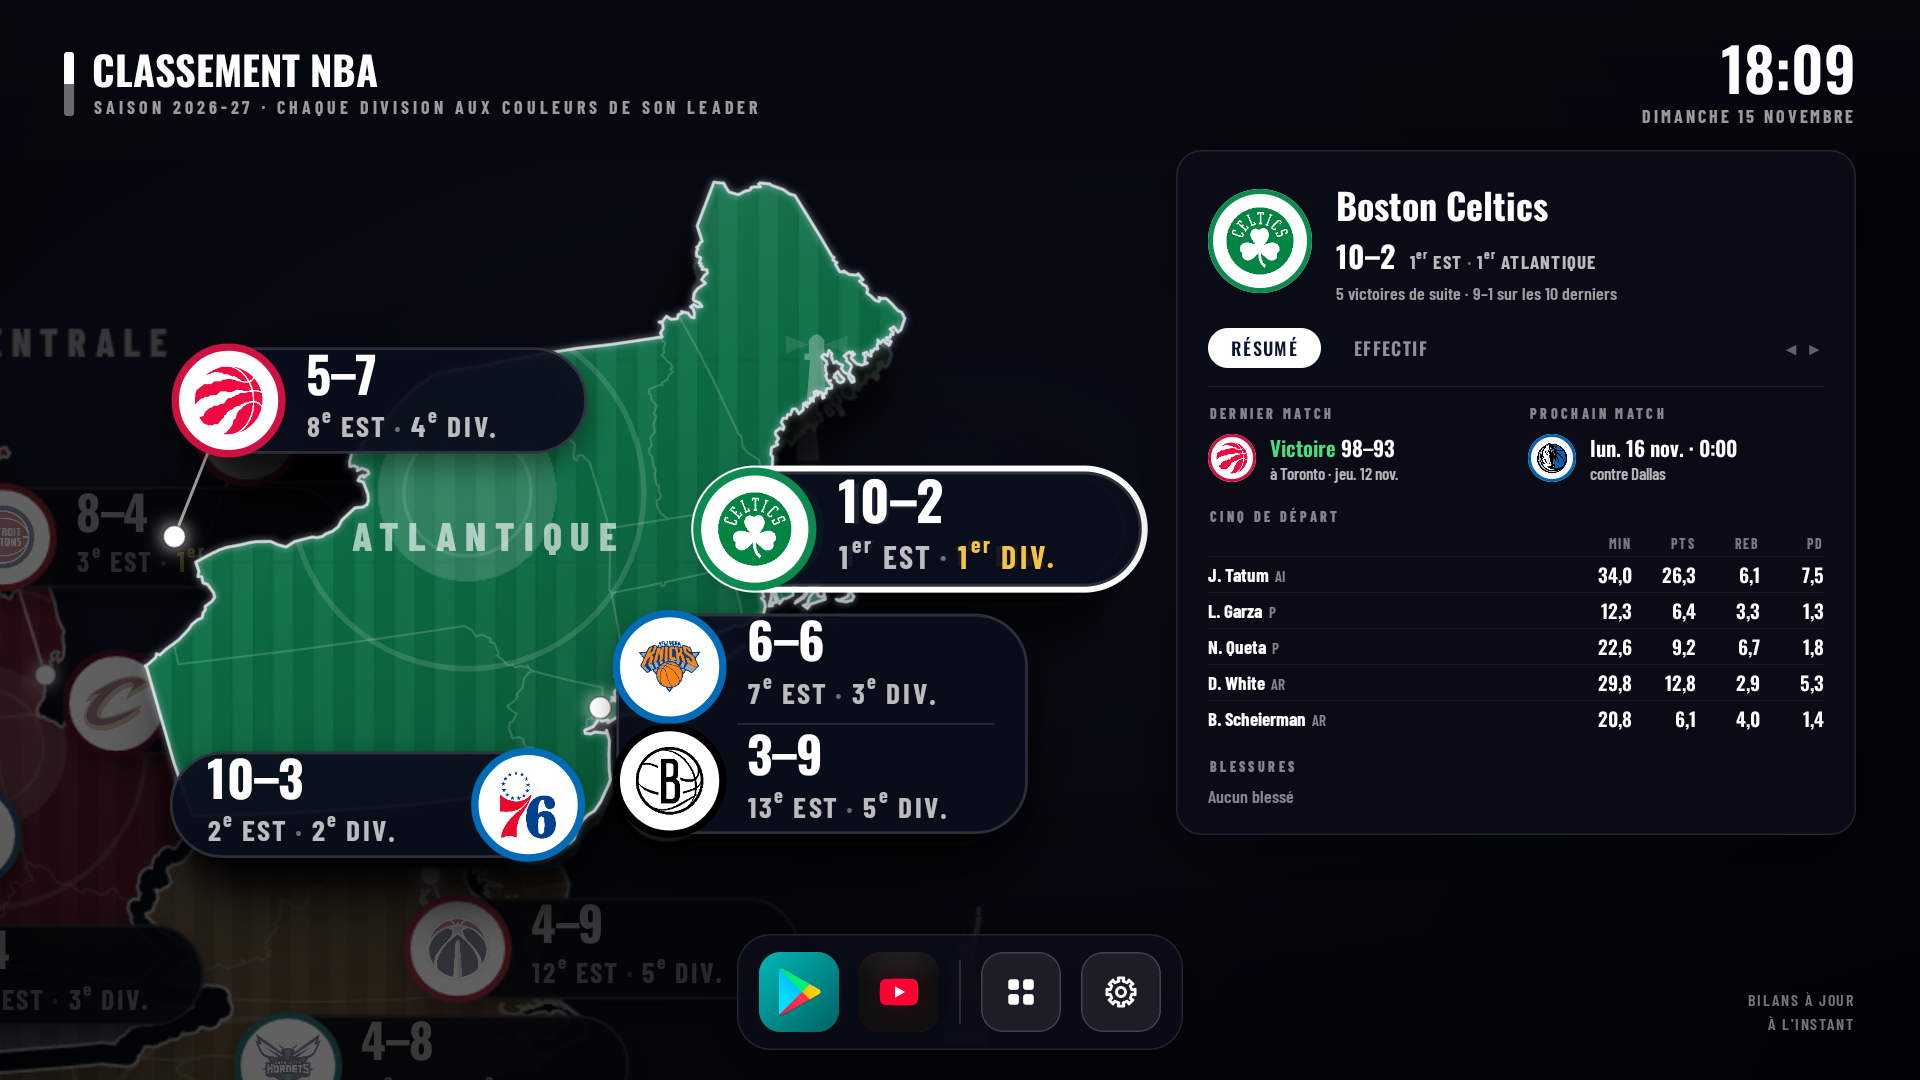 CLASSEMENT NBA
SAISON 2026-27 · CHAQUE DIVISION AUX COULEURS DE SON LEADER
18:09
DIMANCHE 15 NOVEMBRE
ENTRALE
5–7
8e EST · 4e DIV.
8–4
3e EST · 1er
ATLANTIQUE
CELTICS
10–2
1er EST · 1er DIV.
KNICKS
6–6
7e EST · 3e DIV.
B
3–9
13e EST · 5e DIV.
10–3
2e EST · 2e DIV.
76
C
4–9
12e EST · 5e DIV.
EST · 3e DIV.
HORNETS
4–8
CELTICS
Boston Celtics
10–2 1er EST · 1er ATLANTIQUE
5 victoires de suite · 9–1 sur les 10 derniers
RÉSUMÉ EFFECTIF
DERNIER MATCH
Victoire 98–93
à Toronto · jeu. 12 nov.
PROCHAIN MATCH
lun. 16 nov. · 0:00
contre Dallas
CINQ DE DÉPART
MIN PTS REB PD
J. Tatum AI 34,0 26,3 6,1 7,5
L. Garza P 12,3 6,4 3,3 1,3
N. Queta P 22,6 9,2 6,7 1,8
D. White AR 29,8 12,8 2,9 5,3
B. Scheierman AR 20,8 6,1 4,0 1,4
BLESSURES
Aucun blessé
BILANS À JOUR
À L'INSTANT